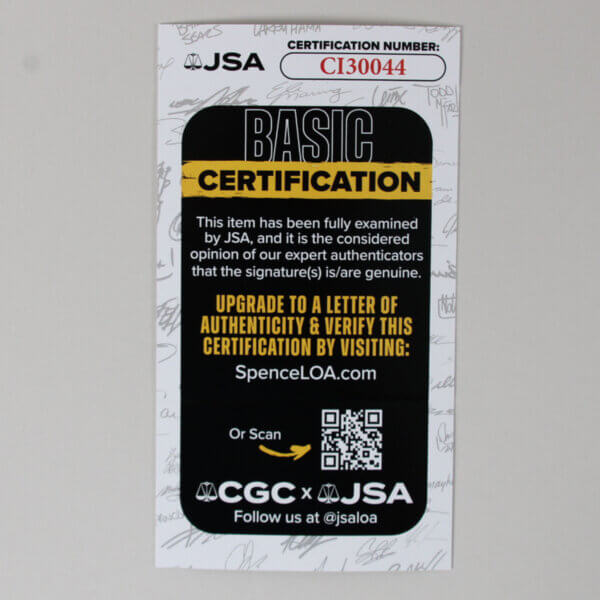 JSA
CERTIFICATION NUMBER:
CI30044
BASIC
CERTIFICATION
This item has been fully examined
by JSA, and it is the considered
opinion of our expert authenticators
that the signature(s) is/are genuine.
UPGRADE TO A LETTER OF
AUTHENTICITY & VERIFY THIS
CERTIFICATION BY VISITING:
SpenceLOA.com
Or Scan
CGC x JSA
Follow us at @jsaloa